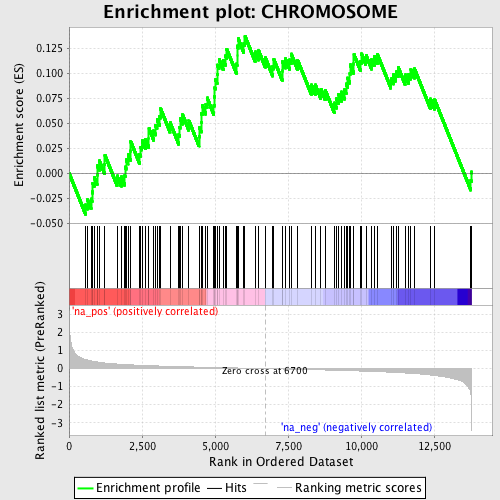 Enrichment plot: CHROMOSOME
Enrichment score (ES)
0.125
0.100
0.075
0.050
0.025
0.000
-0.025
-0.050
'na_pos' (positively correlated)
Ranked list metric (PreRanked)
3
2
1
0
-1
-2
-3
Zero cross at 6700
'na_neg' (negatively correlated)
0
2,500
5,000
7,500
10,000
12,500
Rank in Ordered Dataset
Enrichment profile
Hits
Ranking metric scores